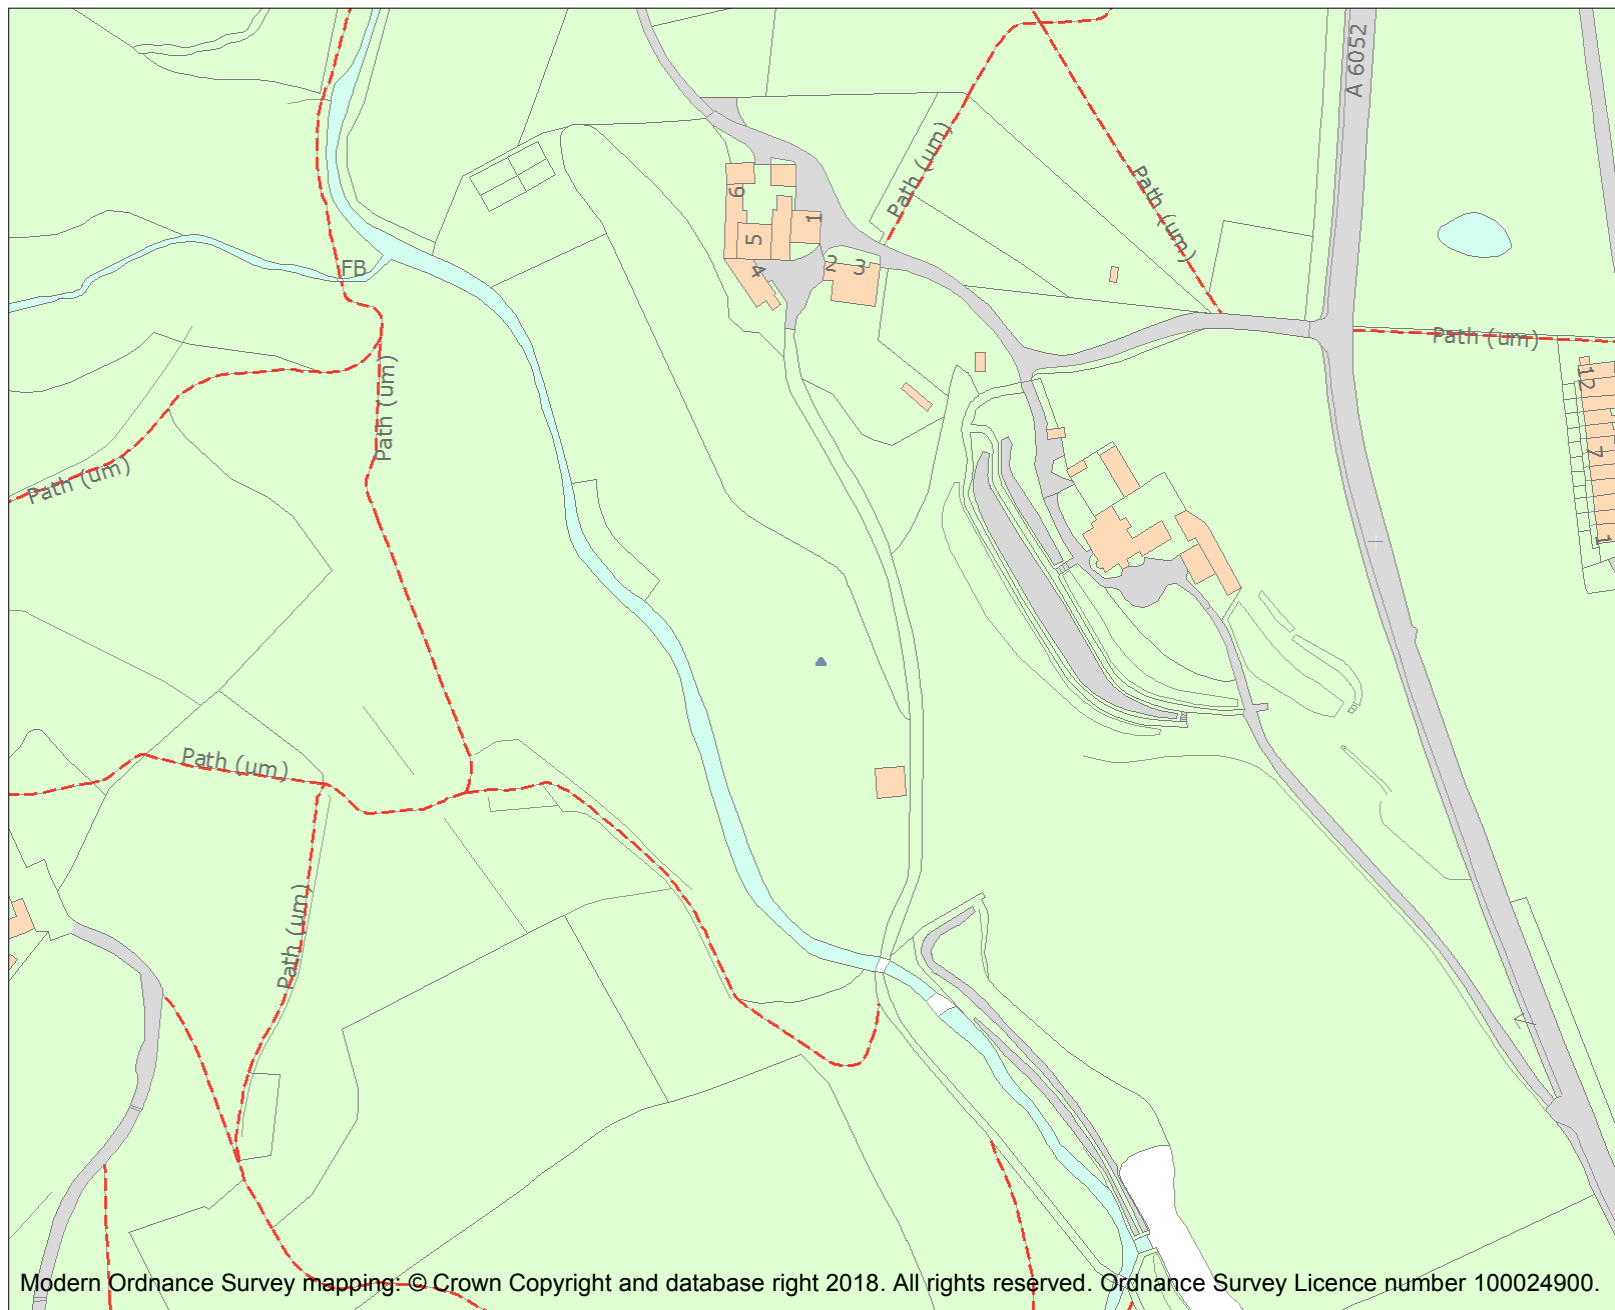 A 6052
Path (um)
Path (um)
6
1
5
4
2
3
FB
Path (um)
Path (um)
12
7
1
Path (um)
Path (um)
Path (um)
Modern Ordnance Survey mapping: © Crown Copyright and database right 2018. All rights reserved. Ordnance Survey Licence number 100024900.